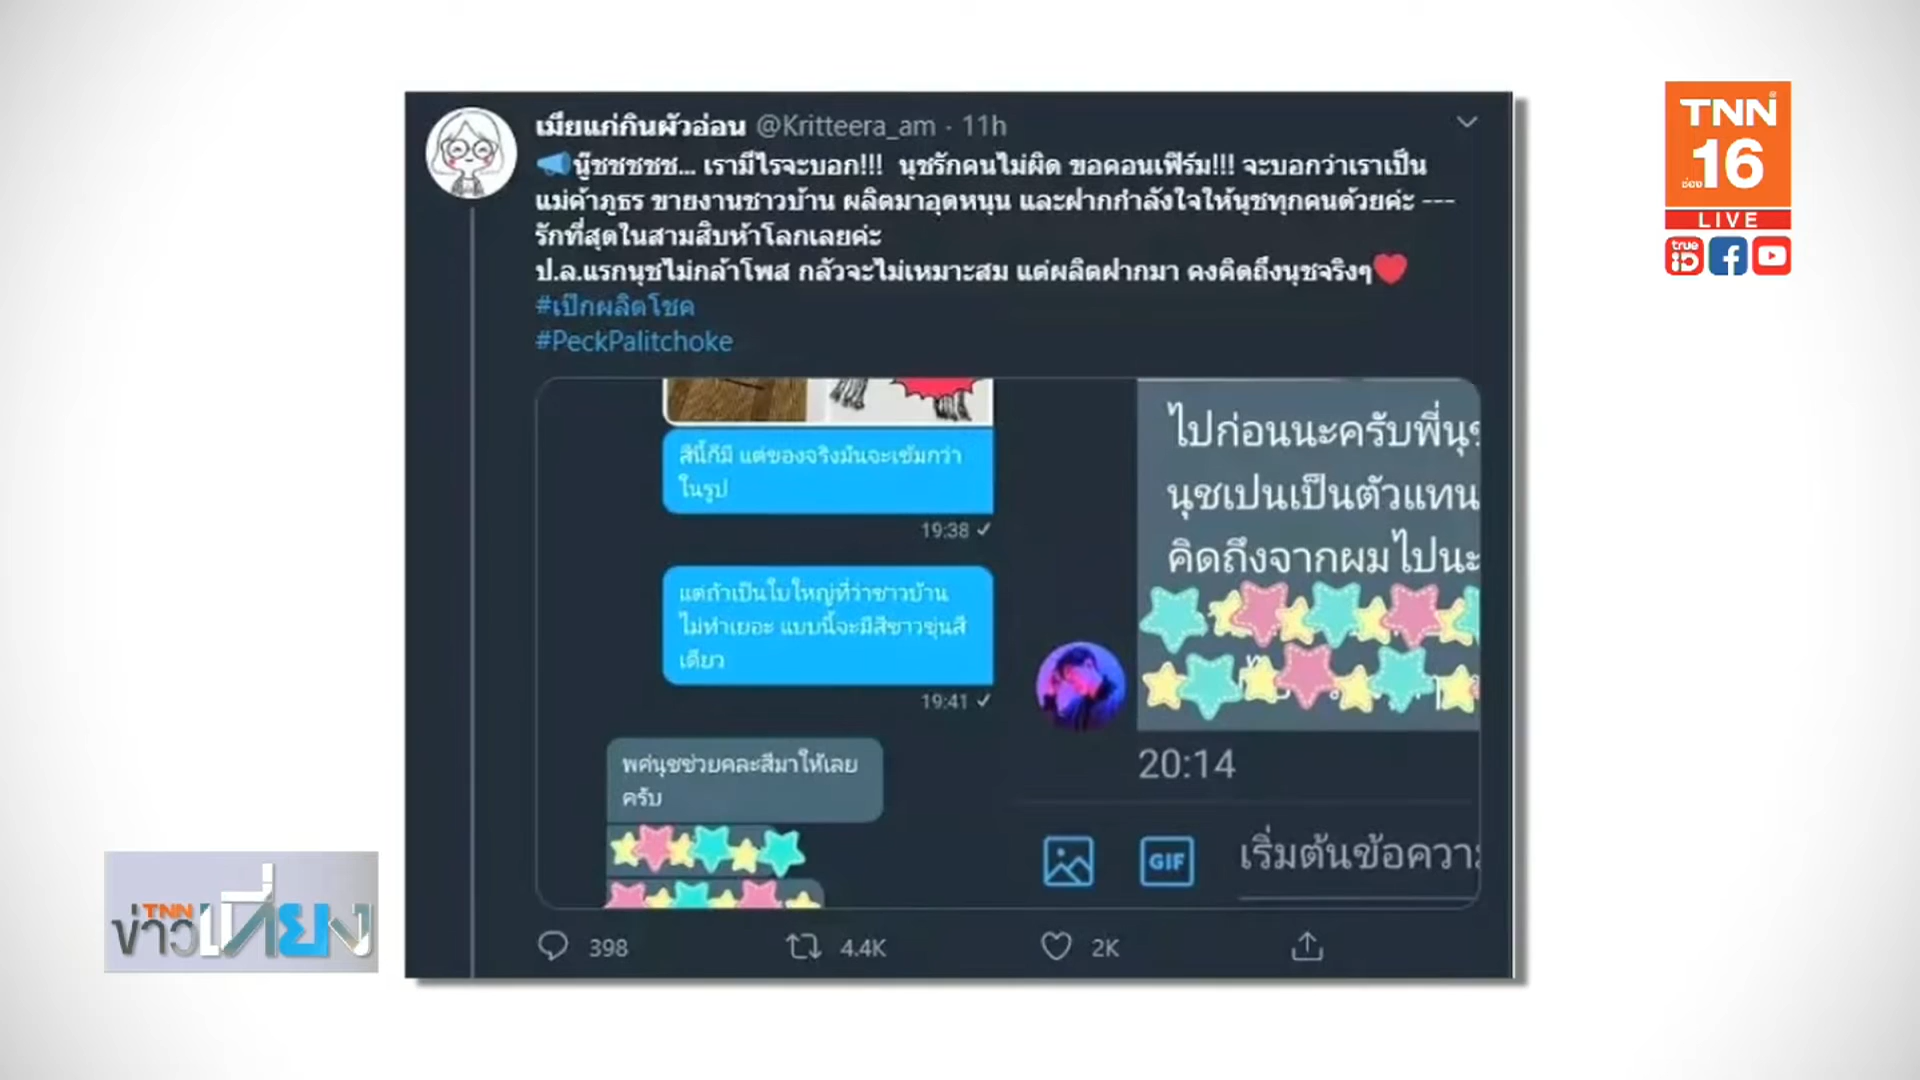 เมียแก่กินผัวอ่อน @Kritteera_am · 11h
นู๊ชชชชชช... เรามีไรจะบอก!!! นุชรักคนไม่ผิด ขอคอนเฟิร์ม!!! จะบอกว่าเราเป็น
แม่ค้าภูธร ขายงานชาวบ้าน ผลิตมาอุดหนุน และฝากกำลังใจให้นุชทุกคนด้วยค่ะ ---
รักที่สุดในสามสิบห้าโลกเลยค่ะ
ป.ล.แรกนุชไม่กล้าโพส กลัวจะไม่เหมาะสม แต่ผลิตฝากมา คงคิดถึงนุชจริงๆ❤
#เป๊กผลิตโชค
#PeckPalitchoke
สีนี้ก็มี แต่ของจริงมันจะเข้มกว่า
ในรูป
19:38 ✓
แต่ถ้าเป็นใบใหญ่ที่ว่าชาวบ้าน
ไม่ทำเยอะ แบบนี้จะมีสีขาวขุ่นสี
เดียว
19:41 ✓
พค่นุชช่วยคละสีมาให้เลย
ครับ
ไปก่อนนะครับพี่นุช
นุชเปนเป็นตัวแทน
คิดถึงจากผมไปนะ
20:14
GIF
เริ่มต้นข้อความ
398
4.4K
2K
TNN
ช่อง16
LIVE
true iD
TNN
ข่าวเที่ยง